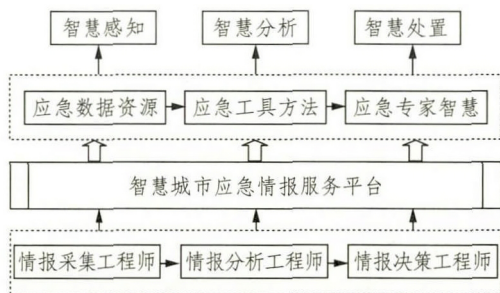 智慧感知 智慧分析 智慧处置
应急数据资源 应急工具方法 应急专家智慧
智慧城市应急情报服务平台
情报采集工程师 情报分析工程师 情报决策工程师